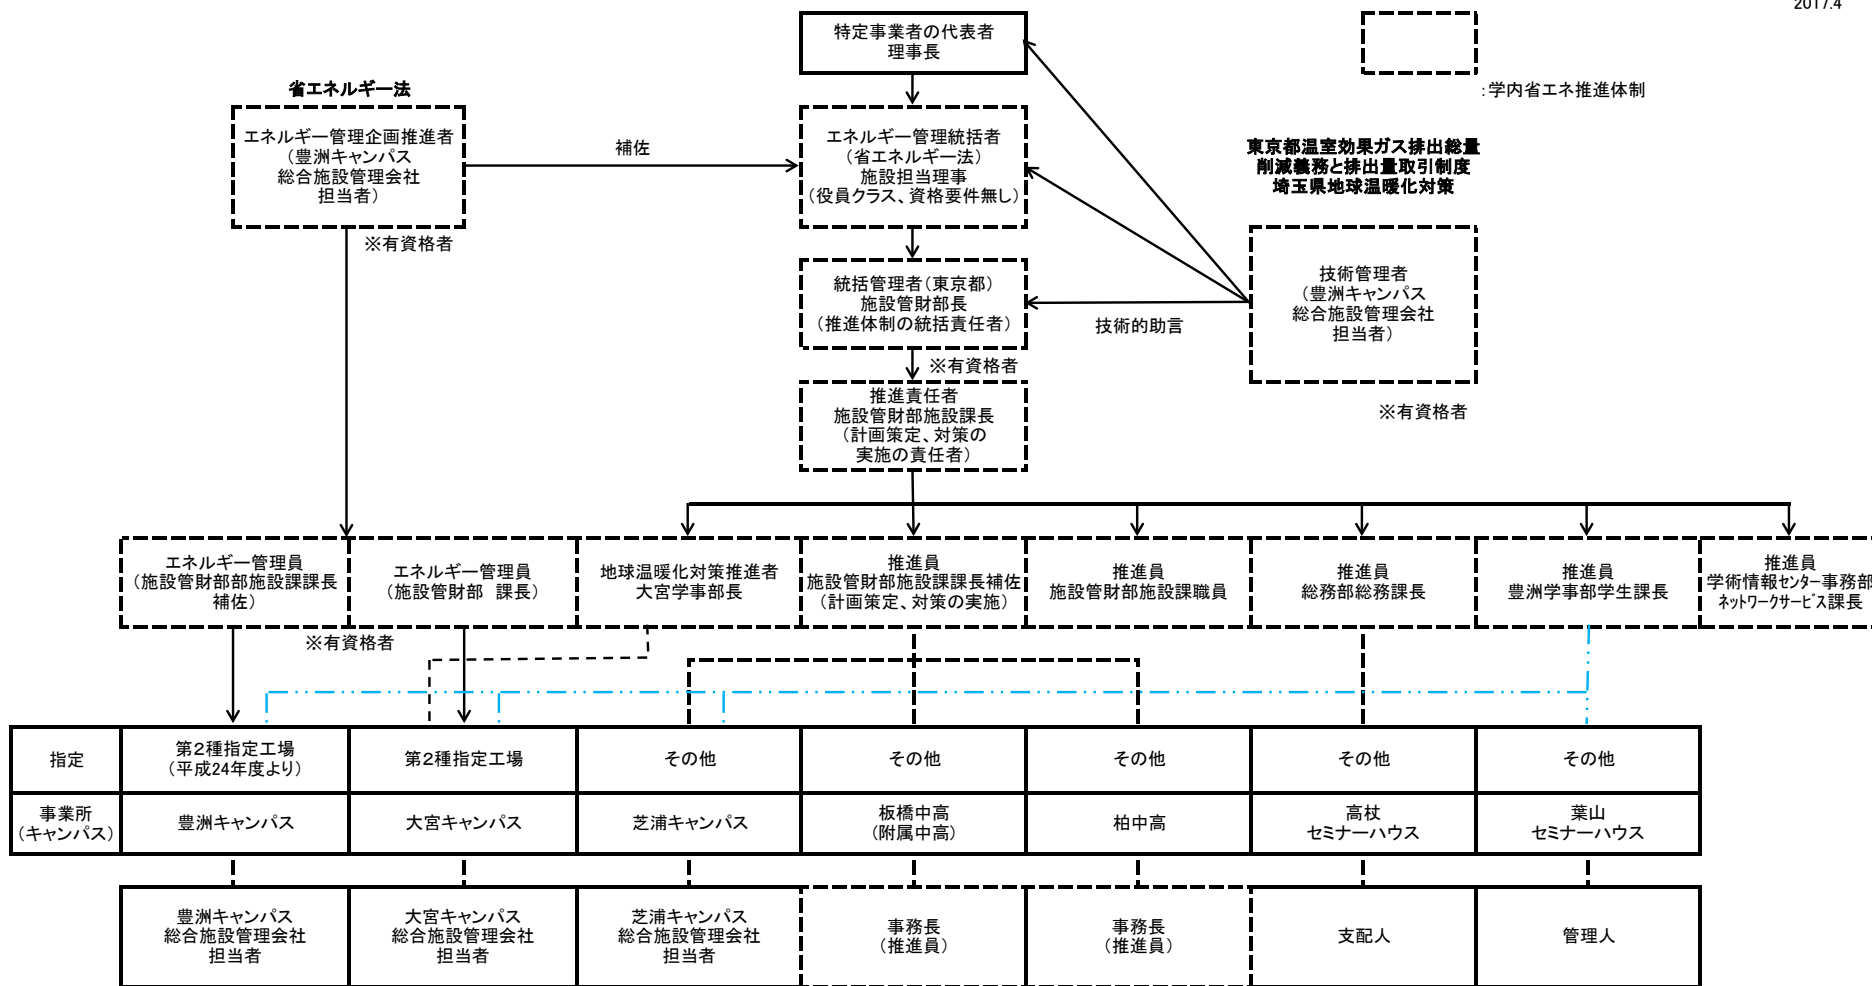 2017.4
特定事業者の代表者
理事長
:学内省エネ推進体制
省エネルギー法
エネルギー管理企画推進者
(豊洲キャンパス
総合施設管理会社
担当者)
※有資格者
補佐
エネルギー管理統括者
(省エネルギー法)
施設担当理事
(役員クラス、資格要件無し)
東京都温室効果ガス排出総量
削減義務と排出量取引制度
埼玉県地球温暖化対策
統括管理者(東京都)
施設管財部長
(推進体制の統括責任者)
※有資格者
技術的助言
技術管理者
(豊洲キャンパス
総合施設管理会社
担当者)
※有資格者
推進責任者
施設管財部施設課長
(計画策定、対策の
実施の責任者)
エネルギー管理員
(施設管財部部施設課課長
補佐)
※有資格者
エネルギー管理員
(施設管財部 課長)
地球温暖化対策推進者
大宮学事部長
推進員
施設管財部施設課課長補佐
(計画策定、対策の実施)
推進員
施設管財部施設課職員
推進員
総務部総務課長
推進員
豊洲学事部学生課長
推進員
学術情報センター事務部
ネットワークサービス課長
指定
第2種指定工場
(平成24年度より)
第2種指定工場
その他
その他
その他
その他
その他
事業所
(キャンパス)
豊洲キャンパス
大宮キャンパス
芝浦キャンパス
板橋中高
(附属中高)
柏中高
高杖
セミナーハウス
葉山
セミナーハウス
豊洲キャンパス
総合施設管理会社
担当者
大宮キャンパス
総合施設管理会社
担当者
芝浦キャンパス
総合施設管理会社
担当者
事務長
(推進員)
事務長
(推進員)
支配人
管理人